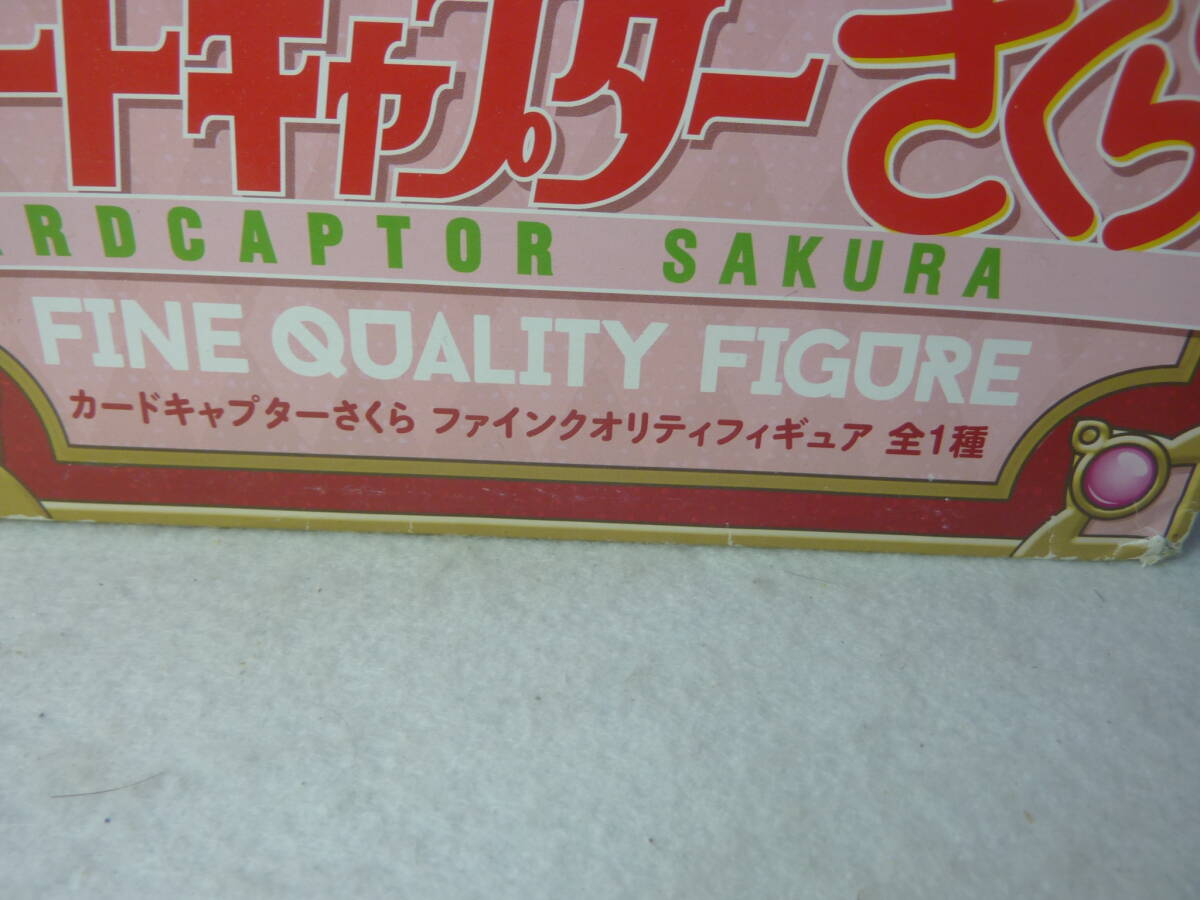 ードキャプターさくら
ARDCAPTOR SAKURA
FINE QUALITY FIGURE
カードキャプターさくら ファインクオリティフィギュア 全1種